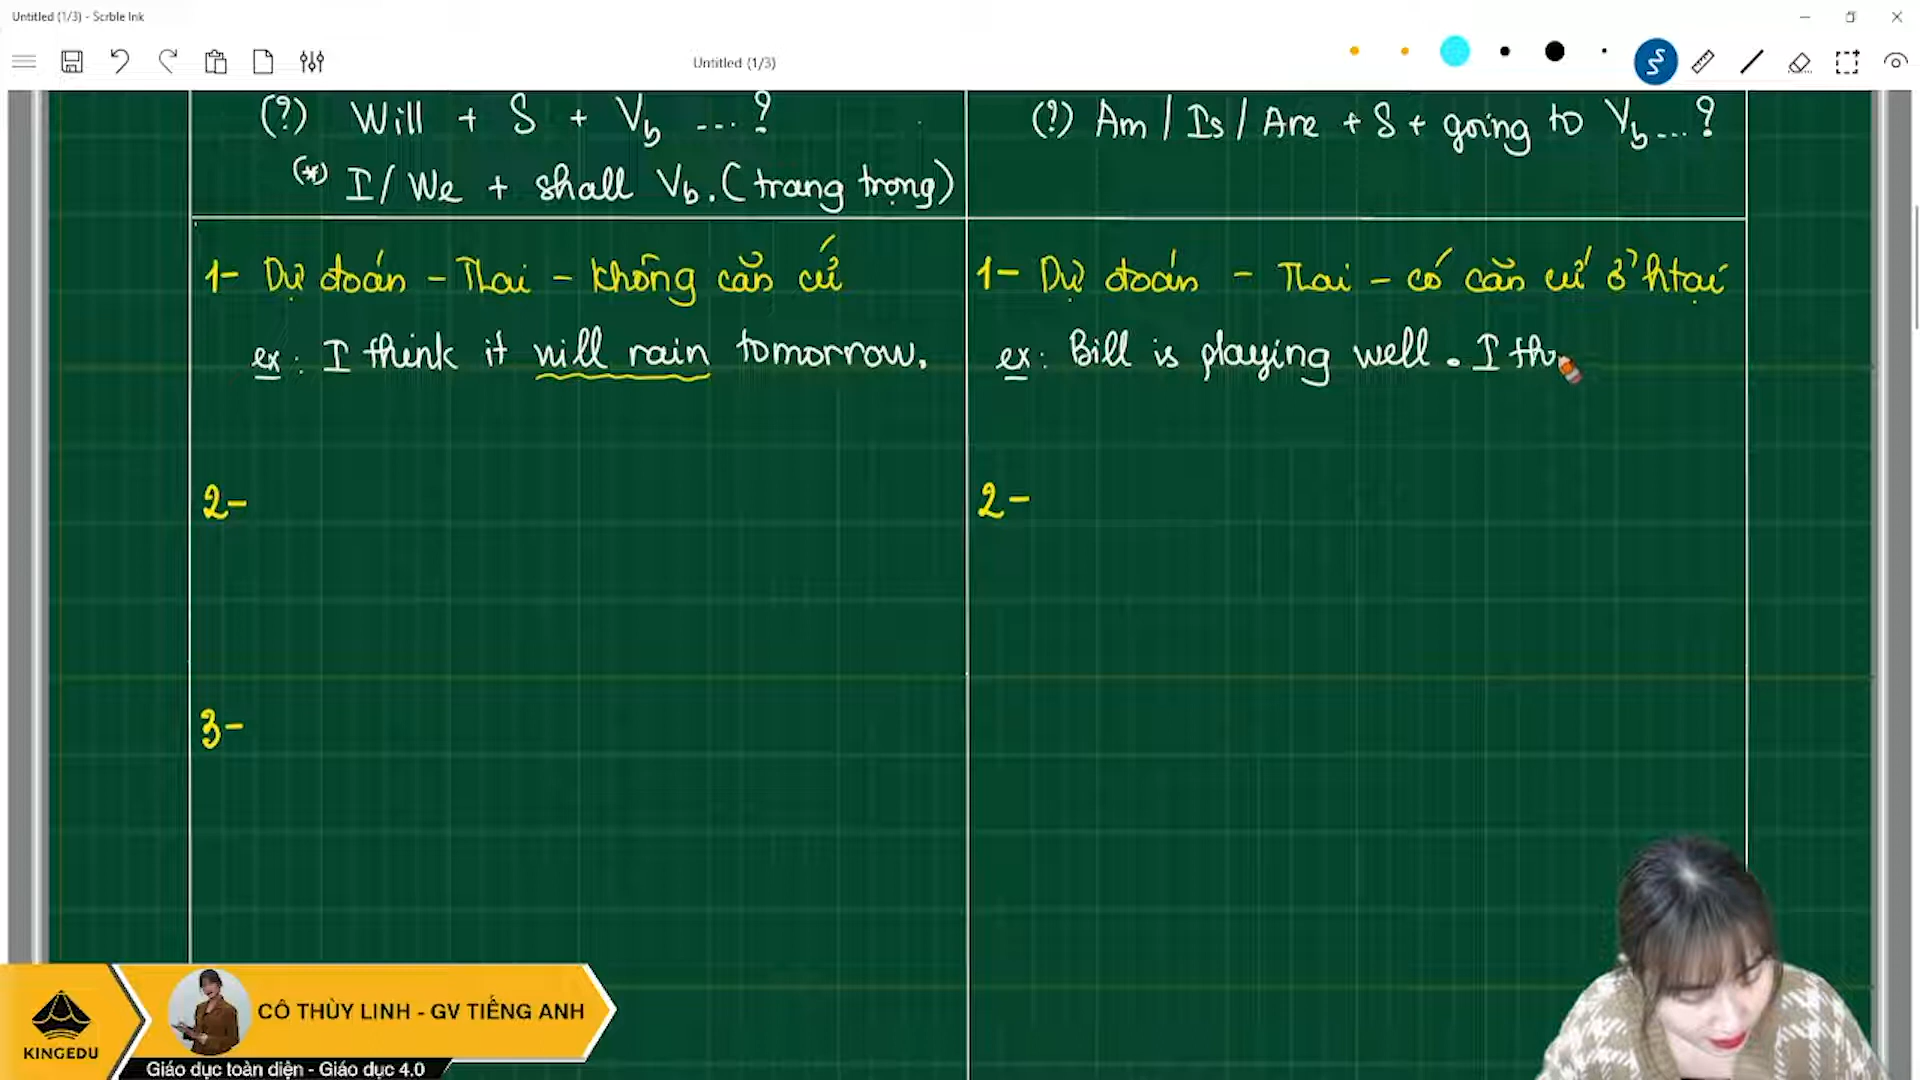 Untitled (1/3) - Scrble Ink
Untitled (1/3)
(?) Will + S + Vb ...?
(*) I/We + shall Vb. (trang trọng)
(?) Am / Is / Are + S + going to Vb...?
1- Dự đoán - Tlai - không căn cứ
ex: I think it will rain tomorrow.
2-
3-
1- Dự đoán - Tlai - có căn cứ ở htại
ex: Bill is playing well. I thi
2-
KINGEDU
CÔ THÙY LINH - GV TIẾNG ANH
Giáo dục toàn diện - Giáo dục 4.0